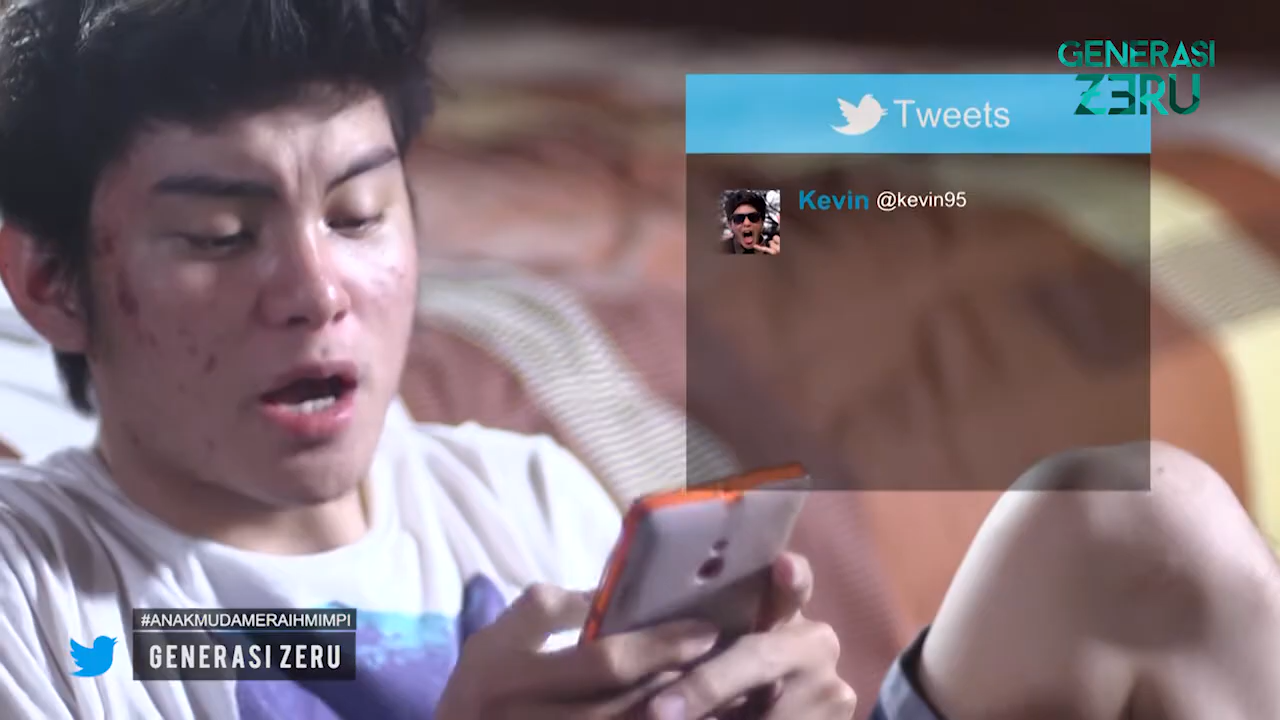 GENERASI
ZERU
Tweets
Kevin @kevin95
#ANAKMUDAMERAIHMIMPI
GENERASI ZERU